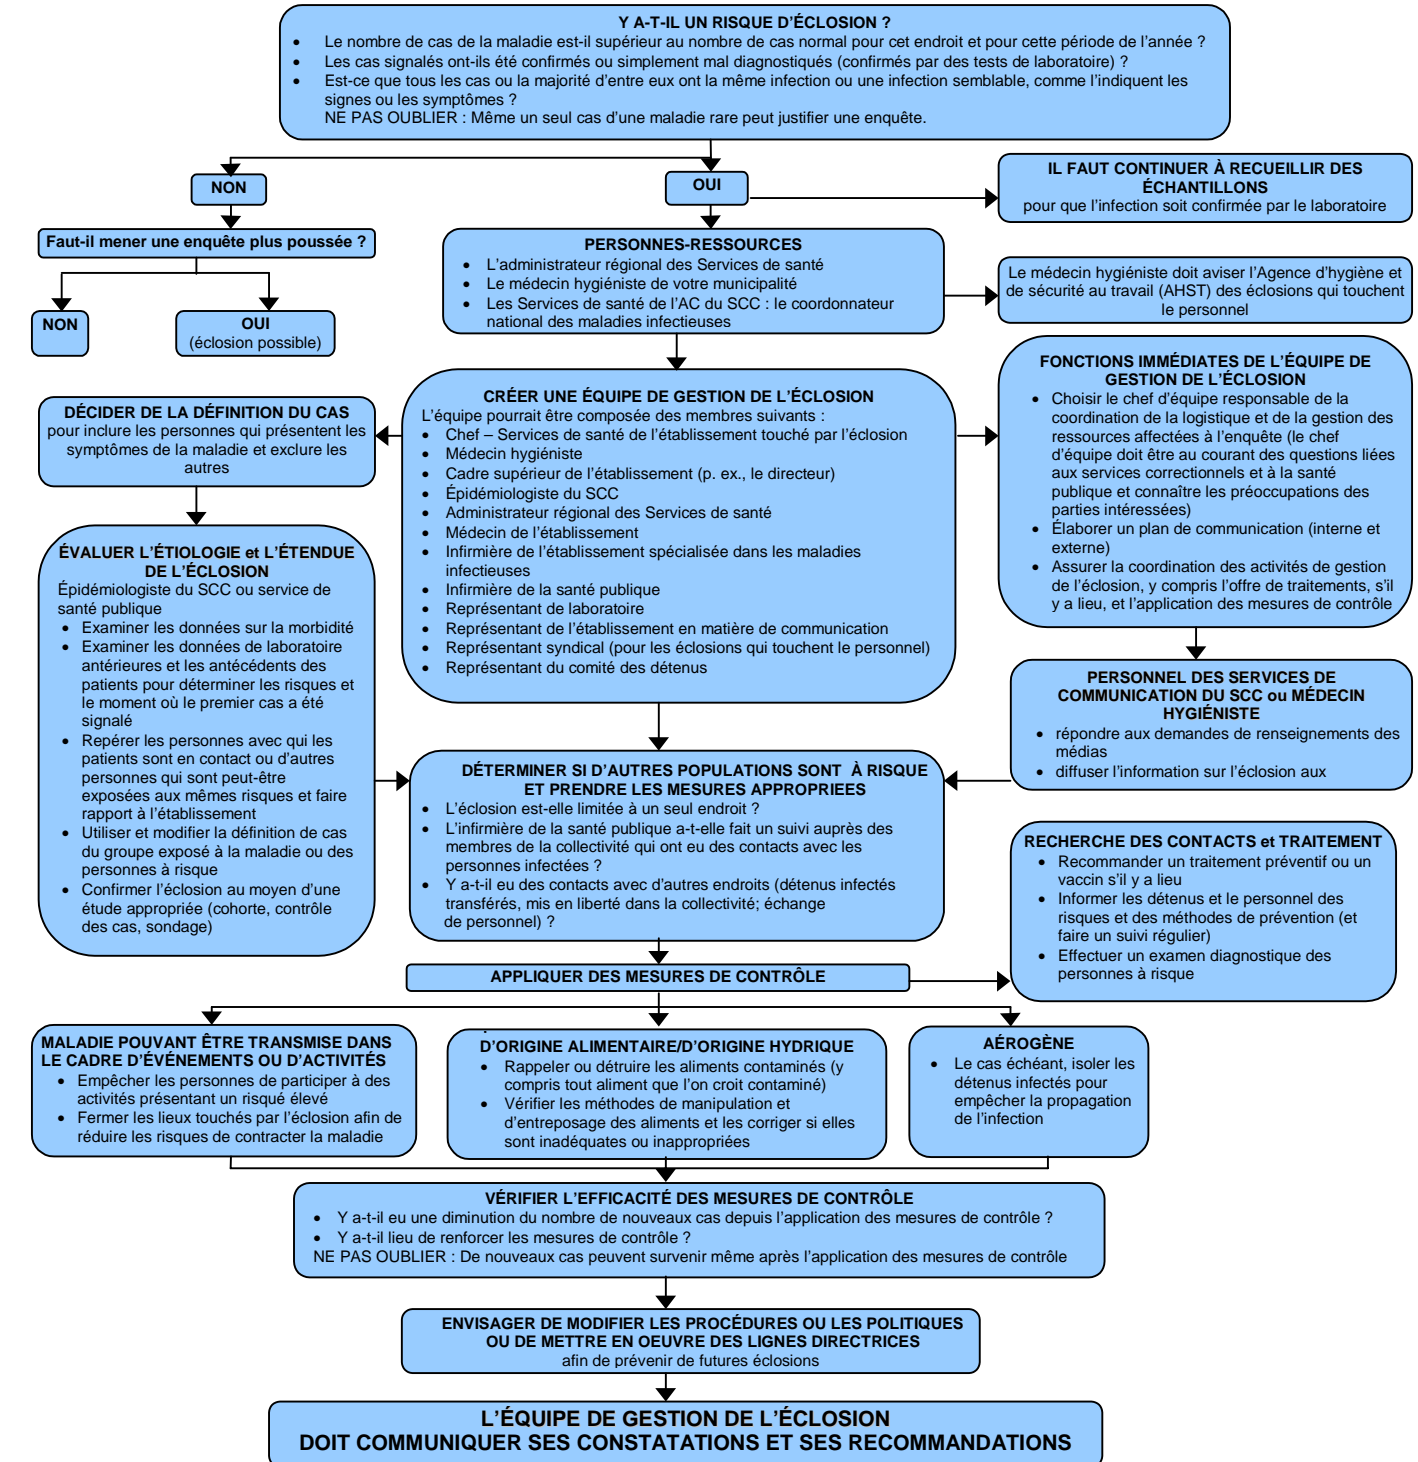 Y A-T-IL UN RISQUE D'ÉCLOSION ?
• Le nombre de cas de la maladie est-il supérieur au nombre de cas normal pour cet endroit et pour cette période de l'année ?
• Les cas signalés ont-ils été confirmés ou simplement mal diagnostiqués (confirmés par des tests de laboratoire) ?
• Est-ce que tous les cas ou la majorité d'entre eux ont la même infection ou une infection semblable, comme l'indiquent les
signes ou les symptômes ?
NE PAS OUBLIER : Même un seul cas d'une maladie rare peut justifier une enquête.
NON
OUI
IL FAUT CONTINUER À RECUEILLIR DES
ÉCHANTILLONS
pour que l'infection soit confirmée par le laboratoire
Faut-il mener une enquête plus poussée ?
NON
OUI
(éclosion possible)
PERSONNES-RESSOURCES
• L'administrateur régional des Services de santé
• Le médecin hygiéniste de votre municipalité
• Les Services de santé de l'AC du SCC : le coordonnateur
national des maladies infectieuses
Le médecin hygiéniste doit aviser l'Agence d'hygiène et
de sécurité au travail (AHST) des éclosions qui touchent
le personnel
DÉCIDER DE LA DÉFINITION DU CAS
pour inclure les personnes qui présentent les
symptômes de la maladie et exclure les
autres
CRÉER UNE ÉQUIPE DE GESTION DE L'ÉCLOSION
L'équipe pourrait être composée des membres suivants :
• Chef – Services de santé de l'établissement touché par l'éclosion
• Médecin hygiéniste
• Cadre supérieur de l'établissement (p. ex., le directeur)
• Épidémiologiste du SCC
• Administrateur régional des Services de santé
• Médecin de l'établissement
• Infirmière de l'établissement spécialisée dans les maladies
infectieuses
• Infirmière de la santé publique
• Représentant de laboratoire
• Représentant de l'établissement en matière de communication
• Représentant syndical (pour les éclosions qui touchent le personnel)
• Représentant du comité des détenus
FONCTIONS IMMÉDIATES DE L'ÉQUIPE DE
GESTION DE L'ÉCLOSION
• Choisir le chef d'équipe responsable de la
coordination de la logistique et de la gestion des
ressources affectées à l'enquête (le chef
d'équipe doit être au courant des questions liées
aux services correctionnels et à la santé
publique et connaître les préoccupations des
parties intéressées)
• Élaborer un plan de communication (interne et
externe)
• Assurer la coordination des activités de gestion
de l'éclosion, y compris l'offre de traitements, s'il
y a lieu, et l'application des mesures de contrôle
ÉVALUER L'ÉTIOLOGIE et L'ÉTENDUE
DE L'ÉCLOSION
Épidémiologiste du SCC ou service de
santé publique
• Examiner les données sur la morbidité
• Examiner les données de laboratoire
antérieures et les antécédents des
patients pour déterminer les risques et
le moment où le premier cas a été
signalé
• Repérer les personnes avec qui les
patients sont en contact ou d'autres
personnes qui sont peut-être
exposées aux mêmes risques et faire
rapport à l'établissement
• Utiliser et modifier la définition de cas
du groupe exposé à la maladie ou des
personnes à risque
• Confirmer l'éclosion au moyen d'une
étude appropriée (cohorte, contrôle
des cas, sondage)
PERSONNEL DES SERVICES DE
COMMUNICATION DU SCC ou MÉDECIN
HYGIÉNISTE
• répondre aux demandes de renseignements des
médias
• diffuser l'information sur l'éclosion aux
DÉTERMINER SI D'AUTRES POPULATIONS SONT À RISQUE
ET PRENDRE LES MESURES APPROPRIEES
• L'éclosion est-elle limitée à un seul endroit ?
• L'infirmière de la santé publique a-t-elle fait un suivi auprès des
membres de la collectivité qui ont eu des contacts avec les
personnes infectées ?
• Y a-t-il eu des contacts avec d'autres endroits (détenus infectés
transférés, mis en liberté dans la collectivité; échange
de personnel) ?
RECHERCHE DES CONTACTS et TRAITEMENT
• Recommander un traitement préventif ou un
vaccin s'il y a lieu
• Informer les détenus et le personnel des
risques et des méthodes de prévention (et
faire un suivi régulier)
• Effectuer un examen diagnostique des
personnes à risque
APPLIQUER DES MESURES DE CONTRÔLE
MALADIE POUVANT ÊTRE TRANSMISE DANS
LE CADRE D'ÉVÉNEMENTS OU D'ACTIVITÉS
• Empêcher les personnes de participer à des
activités présentant un risqué élevé
• Fermer les lieux touchés par l'éclosion afin de
réduire les risques de contracter la maladie
D'ORIGINE ALIMENTAIRE/D'ORIGINE HYDRIQUE
• Rappeler ou détruire les aliments contaminés (y
compris tout aliment que l'on croit contaminé)
• Vérifier les méthodes de manipulation et
d'entreposage des aliments et les corriger si elles
sont inadéquates ou inappropriées
AÉROGÈNE
• Le cas échéant, isoler les
détenus infectés pour
empêcher la propagation
de l'infection
VÉRIFIER L'EFFICACITÉ DES MESURES DE CONTRÔLE
• Y a-t-il eu une diminution du nombre de nouveaux cas depuis l'application des mesures de contrôle ?
• Y a-t-il lieu de renforcer les mesures de contrôle ?
NE PAS OUBLIER : De nouveaux cas peuvent survenir même après l'application des mesures de contrôle
ENVISAGER DE MODIFIER LES PROCÉDURES OU LES POLITIQUES
OU DE METTRE EN OEUVRE DES LIGNES DIRECTRICES
afin de prévenir de futures éclosions
L'ÉQUIPE DE GESTION DE L'ÉCLOSION
DOIT COMMUNIQUER SES CONSTATATIONS ET SES RECOMMANDATIONS